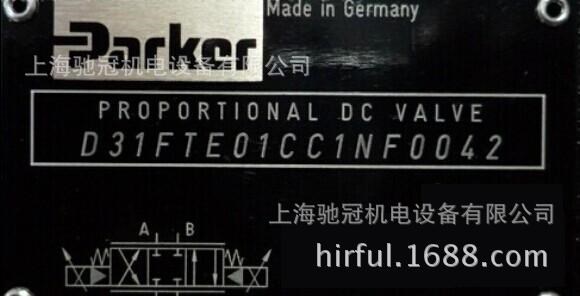 Made in Germany
Parker
上海驰冠机电设备有限公司
PROPORTIONAL DC VALVE
D31FTE01CC1NF0042
上海驰冠机电设备有限公司
A B
hirful.1688.com